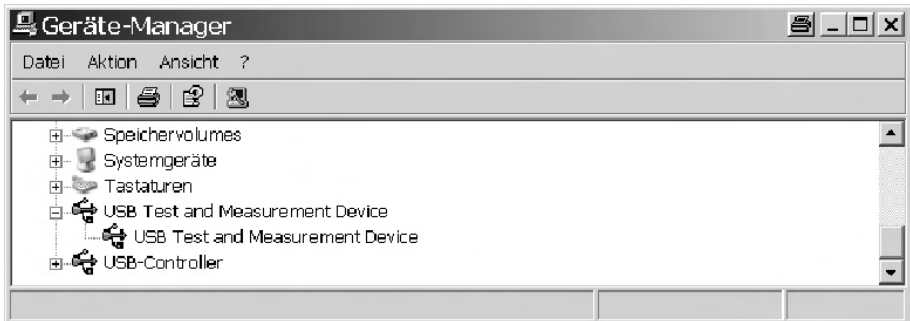 Geräte-Manager
Datei Aktion Ansicht ?
Speichervolumes
Systemgeräte
Tastaturen
USB Test and Measurement Device
USB Test and Measurement Device
USB-Controller